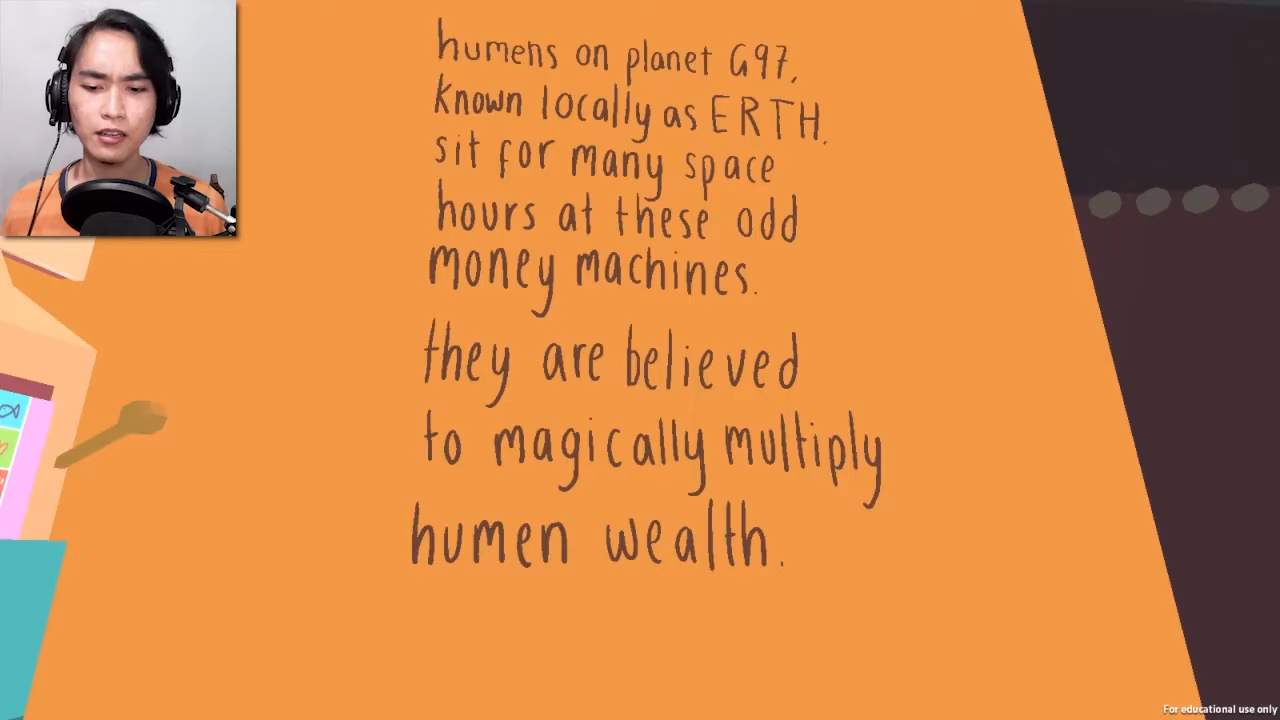 humens on planet G97,
known locally as ERTH.
sit for many space
hours at these odd
money machines.
they are believed
to magically multiply
humen wealth.
For educational use only